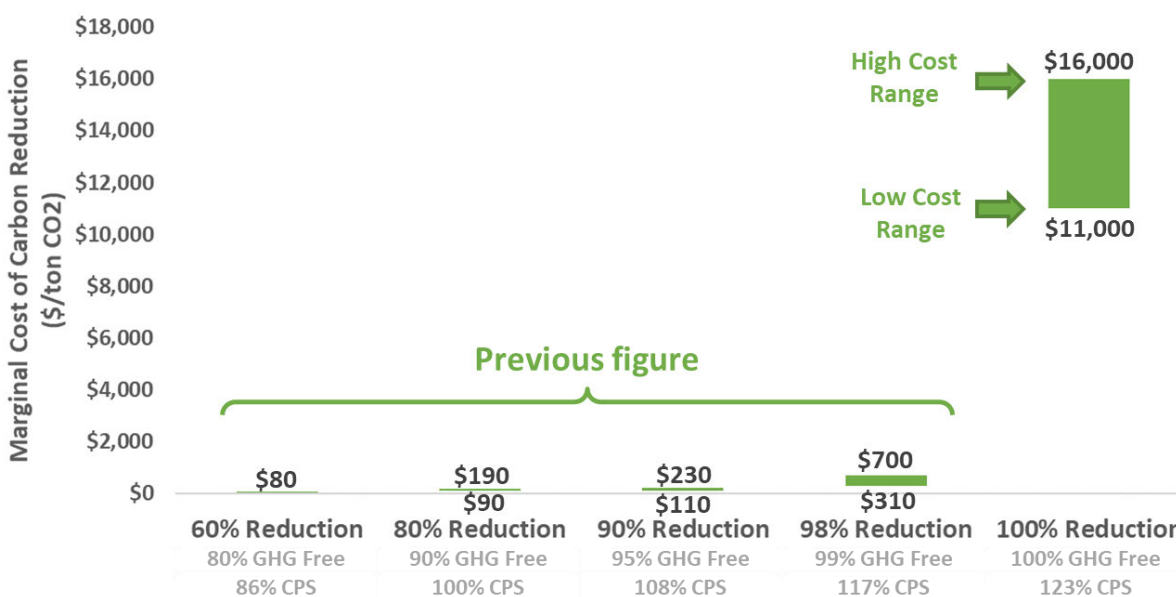 Marginal Cost of Carbon Reduction
($/ton CO2)
$18,000
$16,000
$14,000
$12,000
$10,000
$8,000
$6,000
$4,000
$2,000
$0
High Cost
Range
$16,000
Low Cost
Range
$11,000
Previous figure
$80
$190
$90
$230
$110
$700
$310
60% Reduction
80% Reduction
90% Reduction
98% Reduction
100% Reduction
80% GHG Free
90% GHG Free
95% GHG Free
99% GHG Free
100% GHG Free
86% CPS
100% CPS
108% CPS
117% CPS
123% CPS